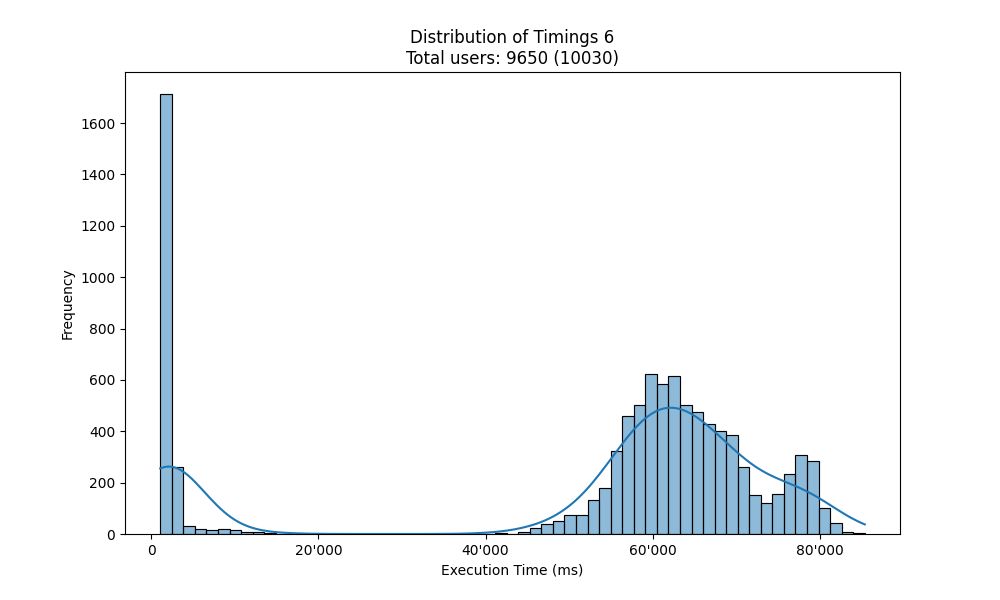 Distribution of Timings 6
Total users: 9650 (10030)
1600
1400
1200
1000
800
600
400
200
0
Frequency
0 20'000 40'000 60'000 80'000
Execution Time (ms)